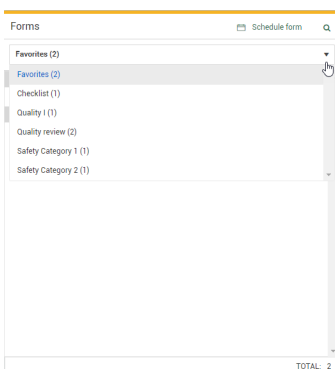 Forms
Schedule form
Favorites (2)
Favorites (2)
Checklist (1)
Quality I (1)
Quality review (2)
Safety Category 1 (1)
Safety Category 2 (1)
TOTAL: 2